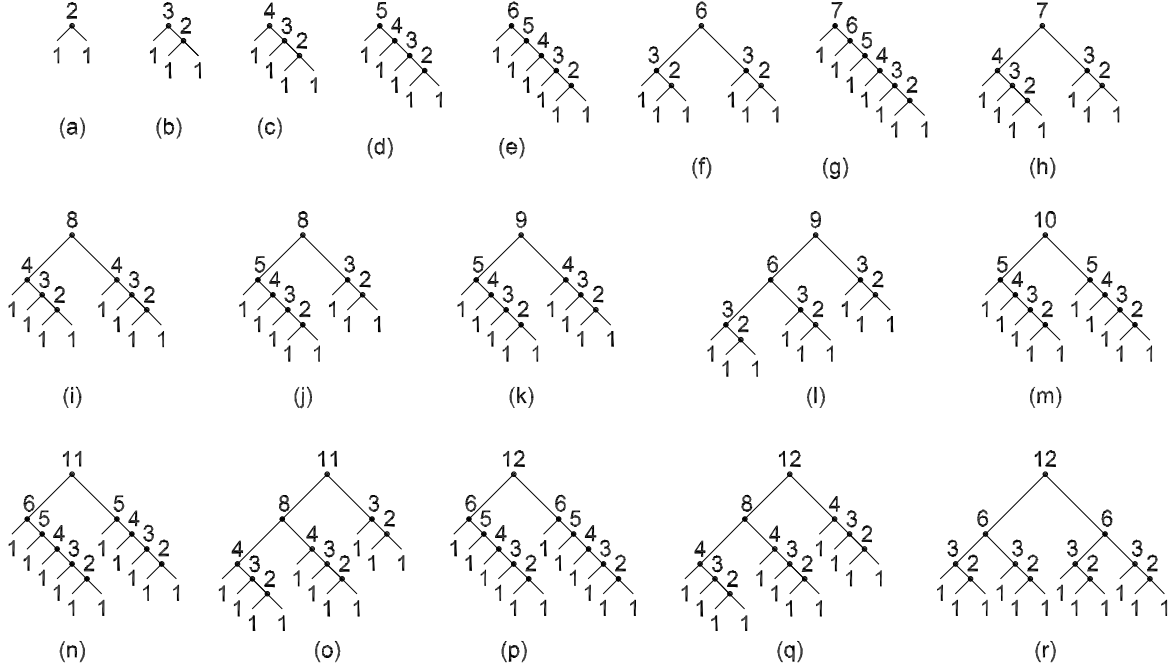 2
1 1
(a)
3
2
1
1 1
(b)
4
3
2
1
1
1 1
(c)
5
4
3
1 2
1
1
1 1
(d)
6
5
4
1 3
1 2
1
1
1 1
(e)
6
3 3
2 2
1 1
1 1 1 1
(f)
7
6
5
1 4
1 3
1 2
1
1
1 1
(g)
7
4 3
3 2
2
1 1
1 1 1
1 1
(h)
8
4 4
3 3
2 2
1 1
1 1
1 1 1 1
(i)
8
5 3
4 2
3
1 2 1
1 1 1
1
1 1
(j)
9
5 4
4 3
3 2
1 2 1
1 1
1 1 1
1 1
(k)
9
6 3
2
3 3 1
2 2 1 1
1 1
1 1 1 1
(l)
10
5 5
4 4
3 3
1 2 1 2
1 1
1 1
1 1 1 1
(m)
11
6 5
5 4
4 3
1 3 1 2
1 2 1
1 1
1 1 1
1 1
(n)
11
8 3
2
4 4 1
3 3 1 1
2 2
1 1
1 1
1 1 1 1
(o)
12
6 6
5 5
4 4
1 3 1 3
1 2 1 2
1 1
1 1
1 1 1 1
(p)
12
8 4
3
2
4 4 1
3 3 1
2 2 1 1
1 1
1 1
1 1 1 1
(q)
12
6 6
3 3 3 3
2 2 2 2
1 1 1 1
1 1 1 1 1 1 1 1
(r)